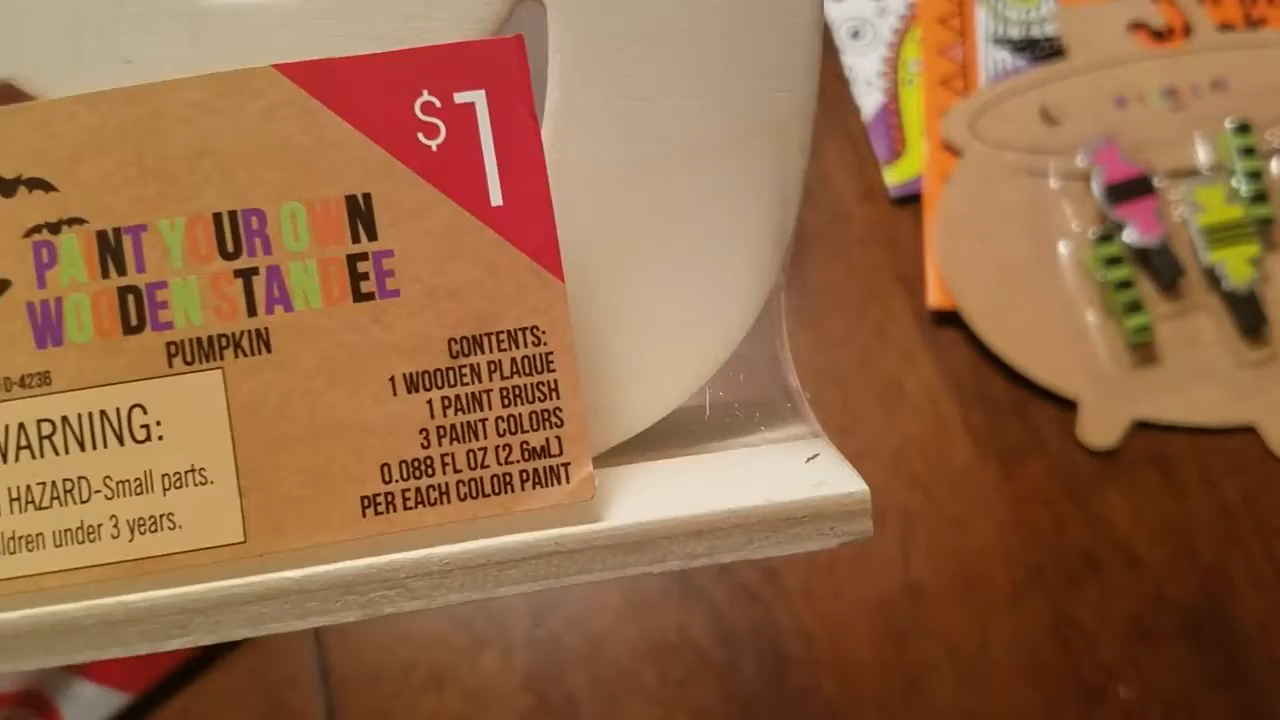 $1
PAINT YOUR OWN
WOODEN STANDEE
PUMPKIN
D-4236
WARNING:
HAZARD-Small parts.
ldren under 3 years.
CONTENTS:
1 WOODEN PLAQUE
1 PAINT BRUSH
3 PAINT COLORS
0.088 FL OZ (2.6mL)
PER EACH COLOR PAINT